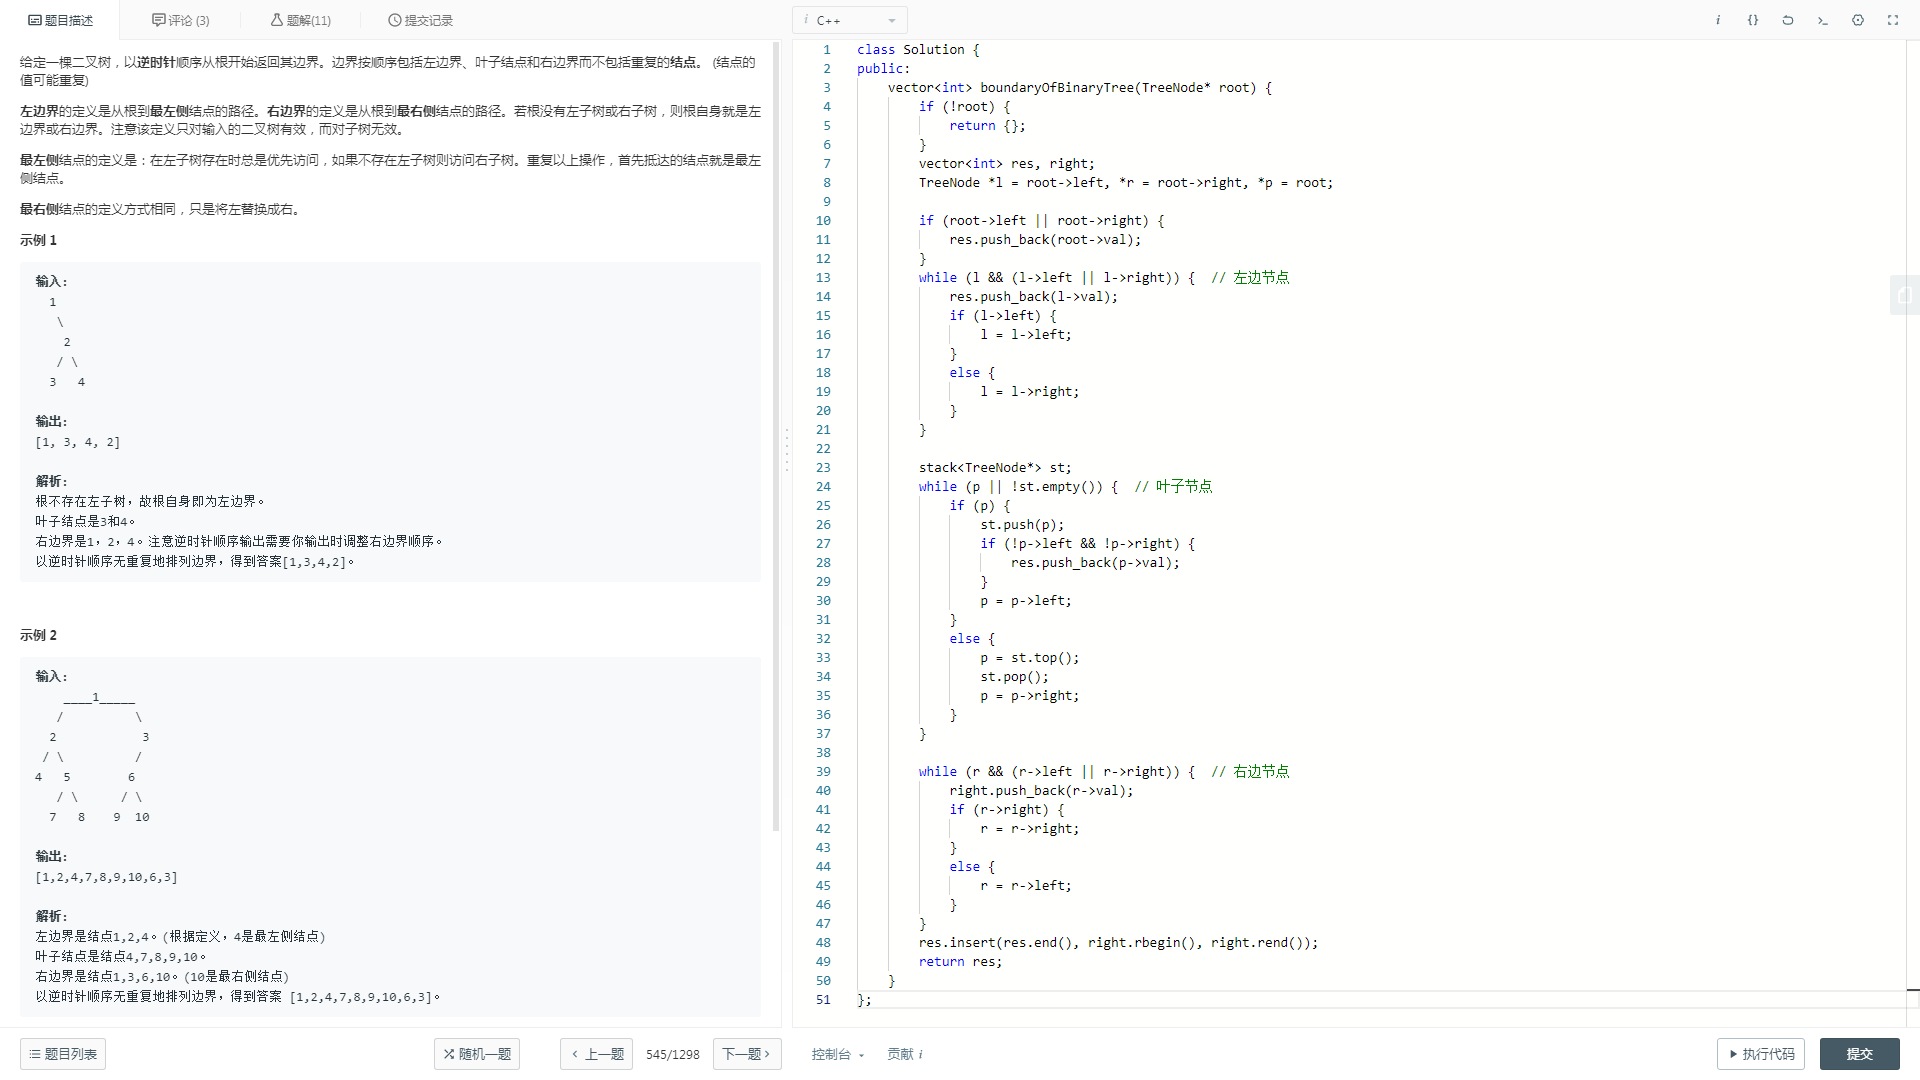 题目描述
评论 (3)
题解(11)
提交记录
给定一棵二叉树，以逆时针顺序从根开始返回其边界。边界按顺序包括左边界、叶子结点和右边界而不包括重复的结点。 (结点的
值可能重复)
左边界的定义是从根到最左侧结点的路径。右边界的定义是从根到最右侧结点的路径。若根没有左子树或右子树，则根自身就是左
边界或右边界。注意该定义只对输入的二叉树有效，而对子树无效。
最左侧结点的定义是：在左子树存在时总是优先访问，如果不存在左子树则访问右子树。重复以上操作，首先抵达的结点就是最左
侧结点。
最右侧结点的定义方式相同，只是将左替换成右。
示例 1
输入:
  1
   \
    2
   / \
  3   4
输出:
[1, 3, 4, 2]
解析:
根不存在左子树，故根自身即为左边界。
叶子结点是3和4。
右边界是1，2，4。注意逆时针顺序输出需要你输出时调整右边界顺序。
以逆时针顺序无重复地排列边界，得到答案[1,3,4,2]。
示例 2
输入:
    ____1_____
   /          \
  2            3
 / \          /
4   5        6
   / \      / \
  7   8    9  10
输出:
[1,2,4,7,8,9,10,6,3]
解析:
左边界是结点1,2,4。(根据定义，4是最左侧结点)
叶子结点是结点4,7,8,9,10。
右边界是结点1,3,6,10。(10是最右侧结点)
以逆时针顺序无重复地排列边界，得到答案 [1,2,4,7,8,9,10,6,3]。
题目列表
随机一题
上一题
545/1298
下一题
i C++
i {}
1 class Solution {
2 public:
3     vector<int> boundaryOfBinaryTree(TreeNode* root) {
4         if (!root) {
5             return {};
6         }
7         vector<int> res, right;
8         TreeNode *l = root->left, *r = root->right, *p = root;
9
10         if (root->left || root->right) {
11             res.push_back(root->val);
12         }
13         while (l && (l->left || l->right)) {  // 左边节点
14             res.push_back(l->val);
15             if (l->left) {
16                 l = l->left;
17             }
18             else {
19                 l = l->right;
20             }
21         }
22
23         stack<TreeNode*> st;
24         while (p || !st.empty()) {  // 叶子节点
25             if (p) {
26                 st.push(p);
27                 if (!p->left && !p->right) {
28                     res.push_back(p->val);
29                 }
30                 p = p->left;
31             }
32             else {
33                 p = st.top();
34                 st.pop();
35                 p = p->right;
36             }
37         }
38
39         while (r && (r->left || r->right)) {  // 右边节点
40             right.push_back(r->val);
41             if (r->right) {
42                 r = r->right;
43             }
44             else {
45                 r = r->left;
46             }
47         }
48         res.insert(res.end(), right.rbegin(), right.rend());
49         return res;
50     }
51 };
控制台
贡献 i
执行代码
提交